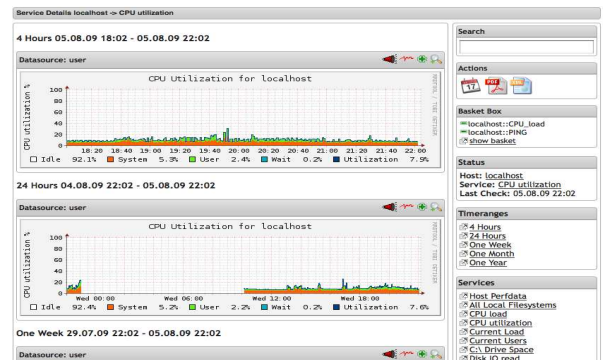 Service Details localhost -> CPU utilization
4 Hours 05.08.09 18:02 - 05.08.09 22:02
Datasource: user
CPU Utilization for localhost
CPU utilization %
100
80
60
40
20
0
18:20 18:40 19:00 19:20 19:40 20:00 20:20 20:40 21:00 21:20 21:40 22:00
Idle 92.1% System 5.3% User 2.4% Wait 0.2% Utilization 7.9%
24 Hours 04.08.09 22:02 - 05.08.09 22:02
Datasource: user
CPU Utilization for localhost
CPU utilization %
100
80
60
40
20
0
Wed 00:00 Wed 06:00 Wed 12:00 Wed 18:00
Idle 92.4% System 5.0% User 2.4% Wait 0.2% Utilization 7.6%
One Week 29.07.09 22:02 - 05.08.09 22:02
Datasource: user
Search
Actions
17
Basket Box
localhost::CPU_load
localhost::PING
show basket
Status
Host: localhost
Service: CPU utilization
Last Check: 05.08.09 22:02
Timeranges
4 Hours
24 Hours
One Week
One Month
One Year
Services
Host Perfdata
All Local Filesystems
CPU load
CPU utilization
Current Load
Current Users
C:\ Drive Space
Disk IO read